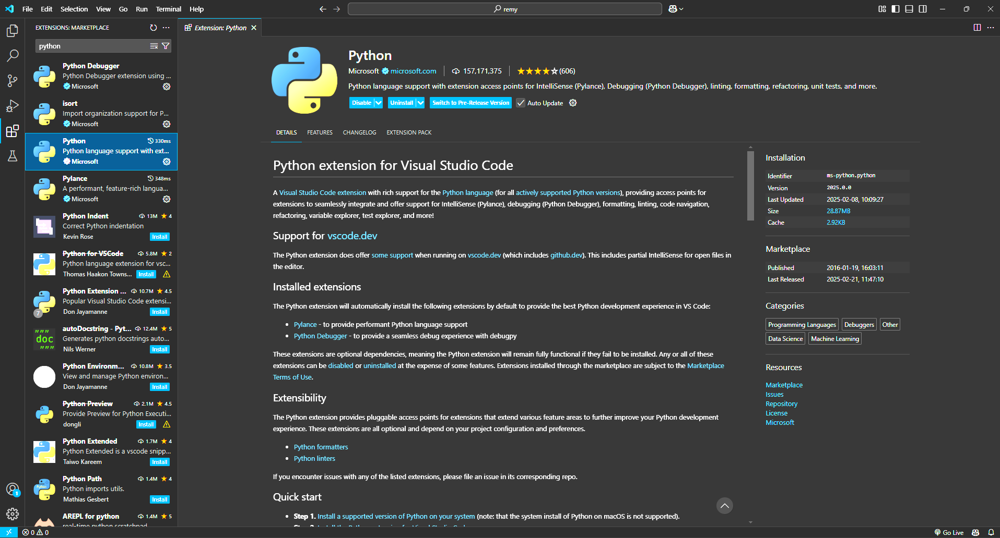 File Edit Selection View Go Run Terminal Help
remy
EXTENSIONS: MARKETPLACE
python
Python Debugger
Python Debugger extension using ...
Microsoft
isort
Import organization support for P...
Microsoft
Python 330ms
Python language support with ext...
Microsoft
Pylance 348ms
A performant, feature-rich langua...
Microsoft
Python Indent 13M 4
Correct Python indentation
Kevin Rose Install
Python for VSCode 5.8M 2
Python language extension for vsc...
Thomas Haakon Towns... Install
Python Extension ... 10.7M 4.5
Popular Visual Studio Code extensi...
7
Don Jayamanne Install
autoDocstring - Pyt... 12.4M 5
"""
doc
"""
Generates python docstrings auto...
Nils Werner Install
Python Environm... 10.8M 3.5
View and manage Python environ...
Don Jayamanne Install
Python Preview 2.1M 4.5
Provide Preview for Python Executi...
dongli Install
Python Extended 1.7M 4
Python Extended is a vscode snipp...
Taiwo Kareem Install
Python Path 1.4M 4
Python
Python imports utils.
Mathias Gesbert Install
AREPL for python 1.4M 5
real-time python scratchpad
1
Extension: Python
Python
Microsoft microsoft.com 157,171,375 (606)
Python language support with extension access points for IntelliSense (Pylance), Debugging (Python Debugger), linting, formatting, refactoring, unit tests, and more.
Disable Uninstall Switch to Pre-Release Version Auto Update
DETAILS FEATURES CHANGELOG EXTENSION PACK
Python extension for Visual Studio Code
A Visual Studio Code extension with rich support for the Python language (for all actively supported Python versions), providing access points for
extensions to seamlessly integrate and offer support for IntelliSense (Pylance), debugging (Python Debugger), formatting, linting, code navigation,
refactoring, variable explorer, test explorer, and more!
Support for vscode.dev
The Python extension does offer some support when running on vscode.dev (which includes github.dev). This includes partial IntelliSense for open files in
the editor.
Installed extensions
The Python extension will automatically install the following extensions by default to provide the best Python development experience in VS Code:
• Pylance - to provide performant Python language support
• Python Debugger - to provide a seamless debug experience with debugpy
These extensions are optional dependencies, meaning the Python extension will remain fully functional if they fail to be installed. Any or all of these
extensions can be disabled or uninstalled at the expense of some features. Extensions installed through the marketplace are subject to the Marketplace
Terms of Use.
Extensibility
The Python extension provides pluggable access points for extensions that extend various feature areas to further improve your Python development
experience. These extensions are all optional and depend on your project configuration and preferences.
• Python formatters
• Python linters
If you encounter issues with any of the listed extensions, please file an issue in its corresponding repo.
Quick start
• Step 1. Install a supported version of Python on your system (note: that the system install of Python on macOS is not supported).
Installation
Identifier ms-python.python
Version 2025.0.0
Last Updated 2025-02-08, 10:09:27
Size 28.87MB
Cache 2.92KB
Marketplace
Published 2016-01-19, 16:03:11
Last Released 2025-02-21, 11:47:10
Categories
Programming Languages Debuggers Other
Data Science Machine Learning
Resources
Marketplace
Issues
Repository
License
Microsoft
0 0
Go Live